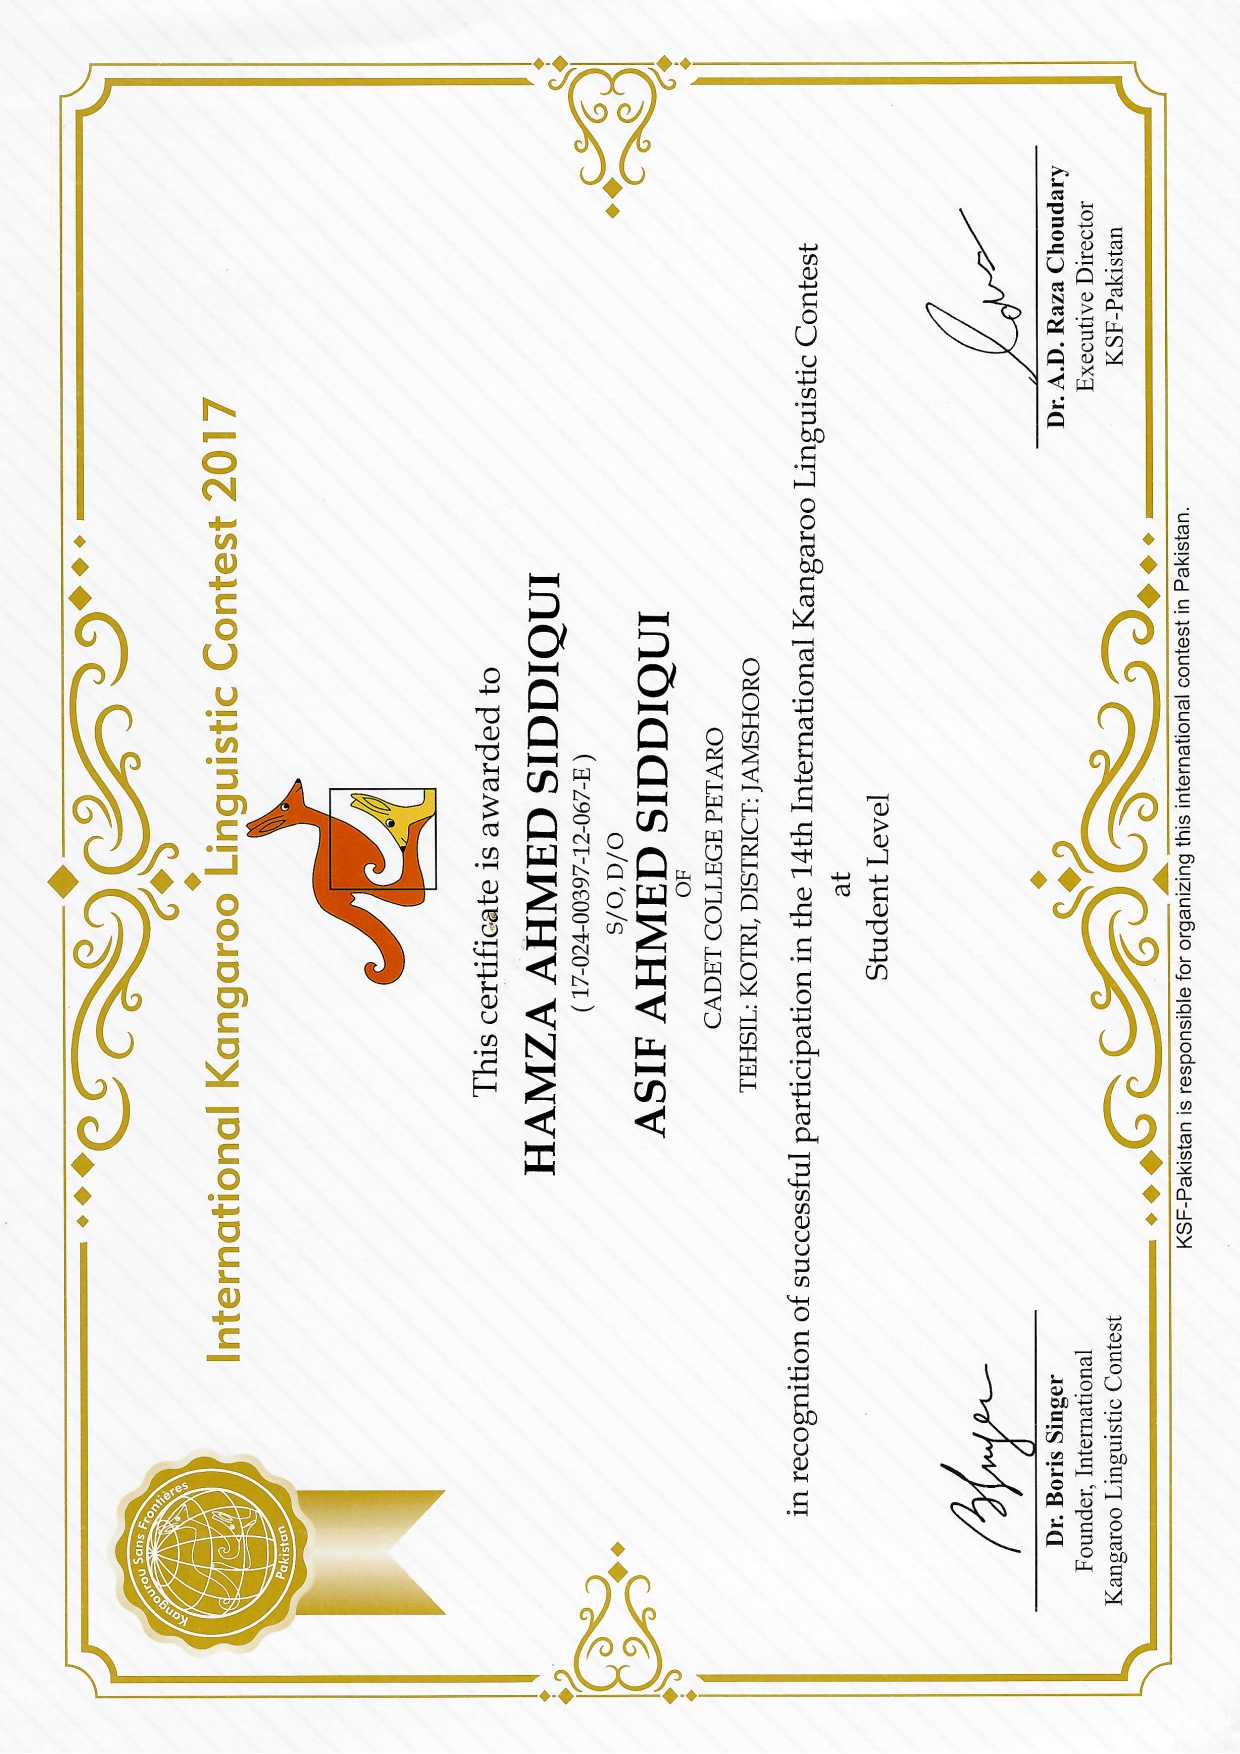 Kangourou Sans Frontières
Pakistan
International Kangaroo Linguistic Contest 2017
This certificate is awarded to
HAMZA AHMED SIDDIQUI
( 17-024-00397-12-067-E )
S/O, D/O
ASIF AHMED SIDDIQUI
OF
CADET COLLEGE PETARO
TEHSIL: KOTRI, DISTRICT: JAMSHORO
in recognition of successful participation in the 14th International Kangaroo Linguistic Contest
at
Student Level
BSinger
Dr. Boris Singer
Founder, International
Kangaroo Linguistic Contest
Dr. A.D. Raza Choudary
Executive Director
KSF-Pakistan
KSF-Pakistan is responsible for organizing this international contest in Pakistan.